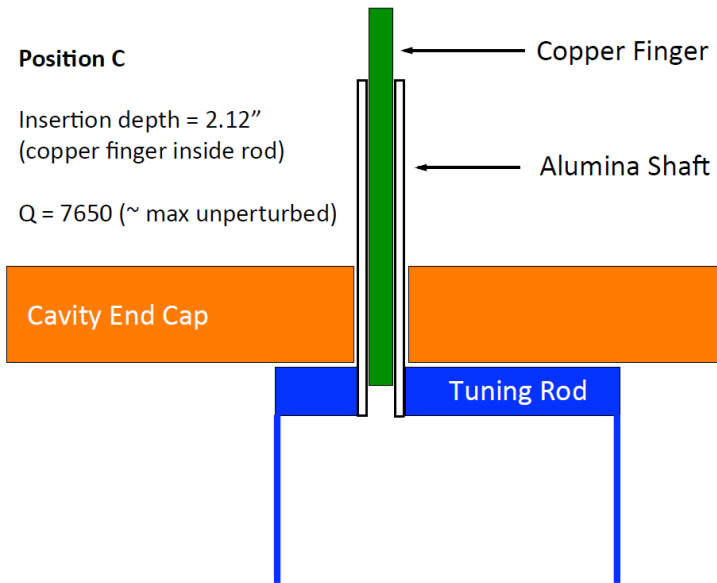 Position C
Copper Finger
Insertion depth = 2.12”
(copper finger inside rod)
Alumina Shaft
Q = 7650 (~ max unperturbed)
Cavity End Cap
Tuning Rod